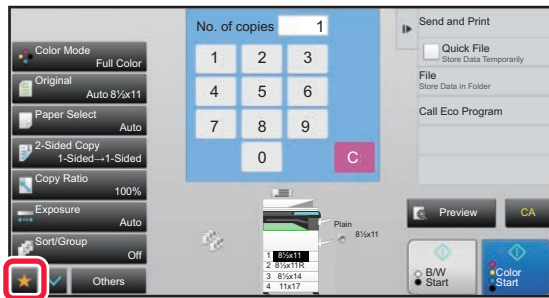 Color Mode
Full Color
Original
Auto 8½x11
Paper Select
Auto
2-Sided Copy
1-Sided→1-Sided
Copy Ratio
100%
Exposure
Auto
Sort/Group
Off
Others
No. of copies 1
1 2 3
4 5 6
7 8 9
0 C
Plain
8½x11
1 8½x11
2 8½x11R
3 8½x14
4 11x17
Send and Print
Quick File
Store Data Temporarily
File
Store Data in Folder
Call Eco Program
Preview CA
B/W
Start
Color
Start